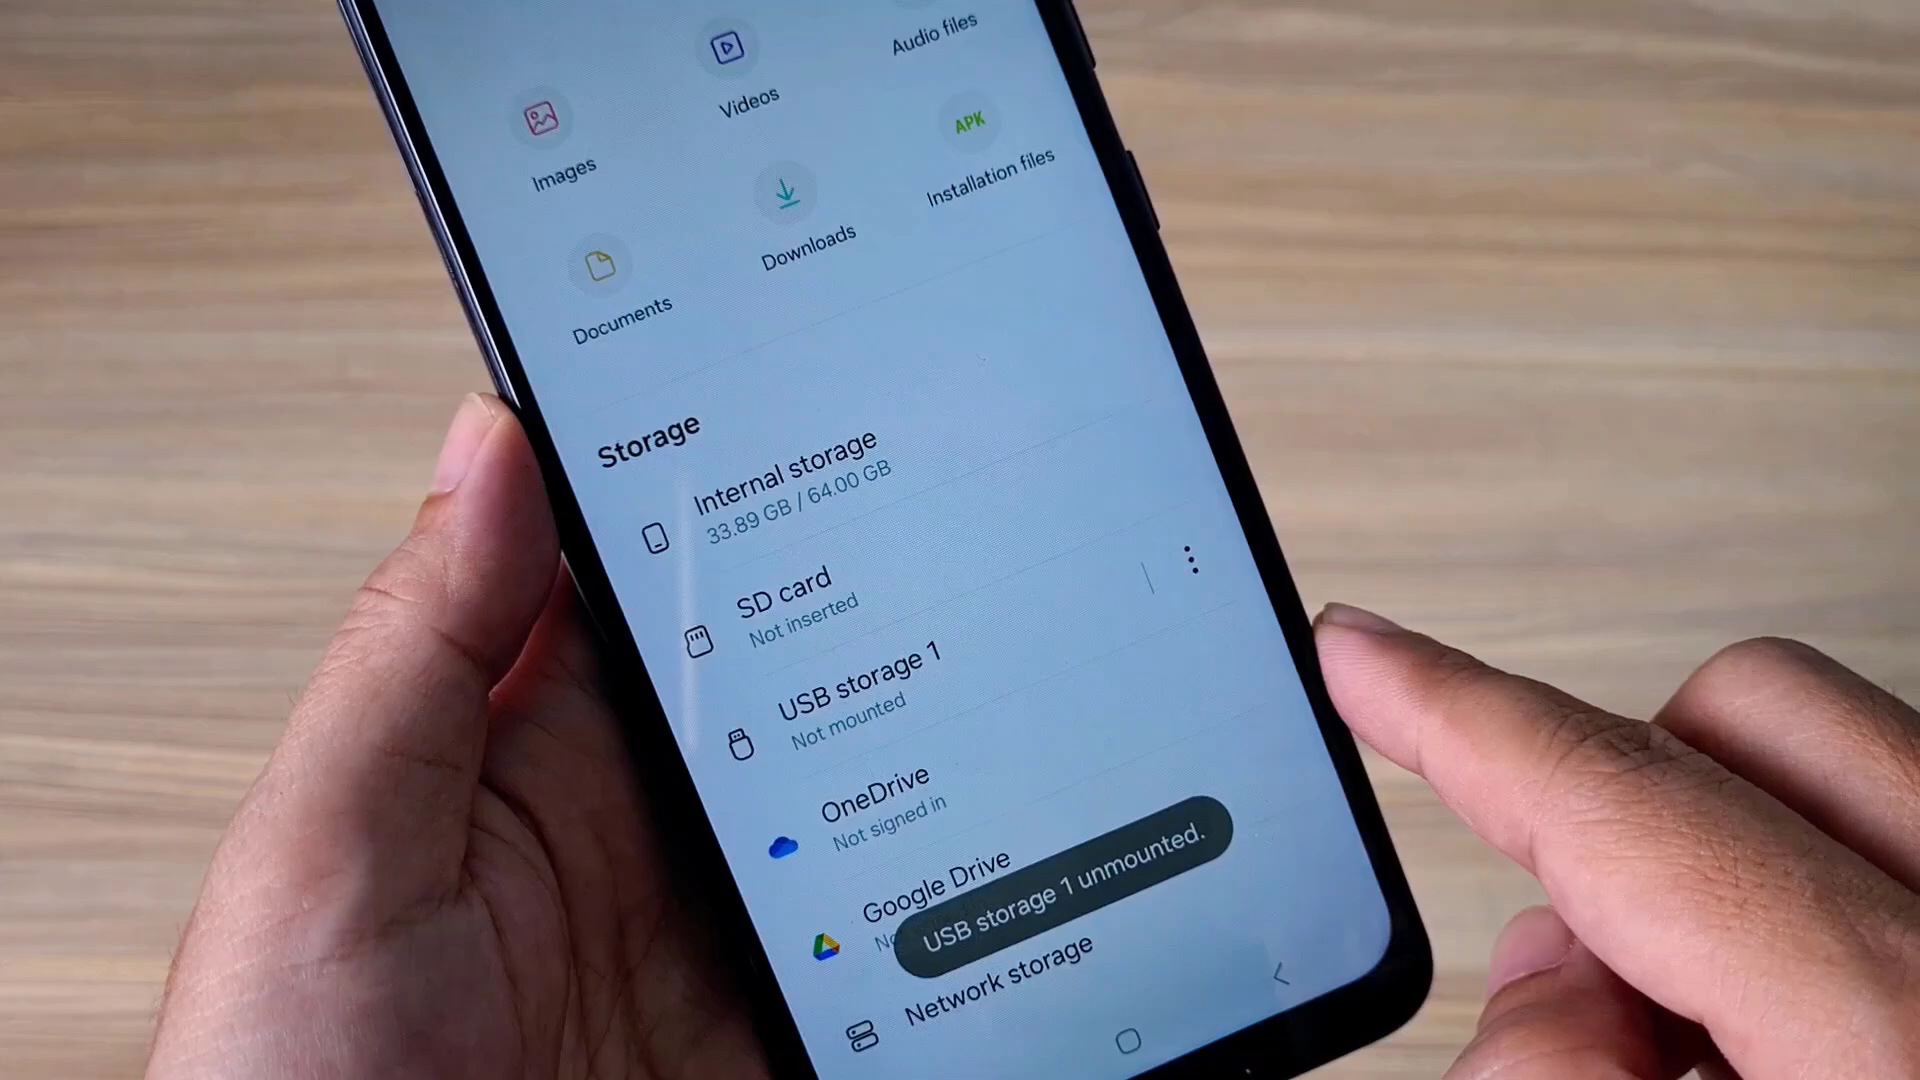 Audio files
Videos
Images
APK
Installation files
Downloads
Documents
Storage
Internal storage
33.89 GB / 64.00 GB
SD card
Not inserted
USB storage 1
Not mounted
OneDrive
Not signed in
Google Drive
USB storage 1 unmounted.
Network storage